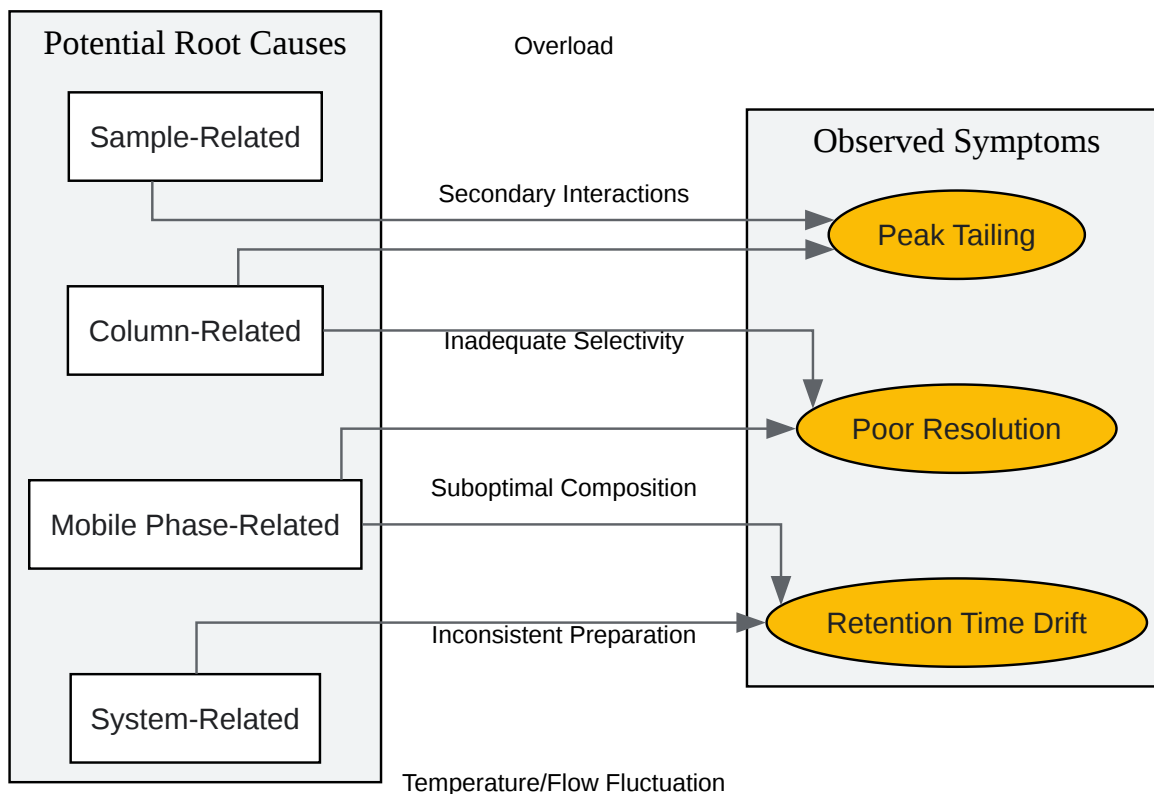 Potential Root Causes
Sample-Related
Column-Related
Mobile Phase-Related
System-Related
Overload
Secondary Interactions
Inadequate Selectivity
Suboptimal Composition
Inconsistent Preparation
Temperature/Flow Fluctuation
Observed Symptoms
Peak Tailing
Poor Resolution
Retention Time Drift